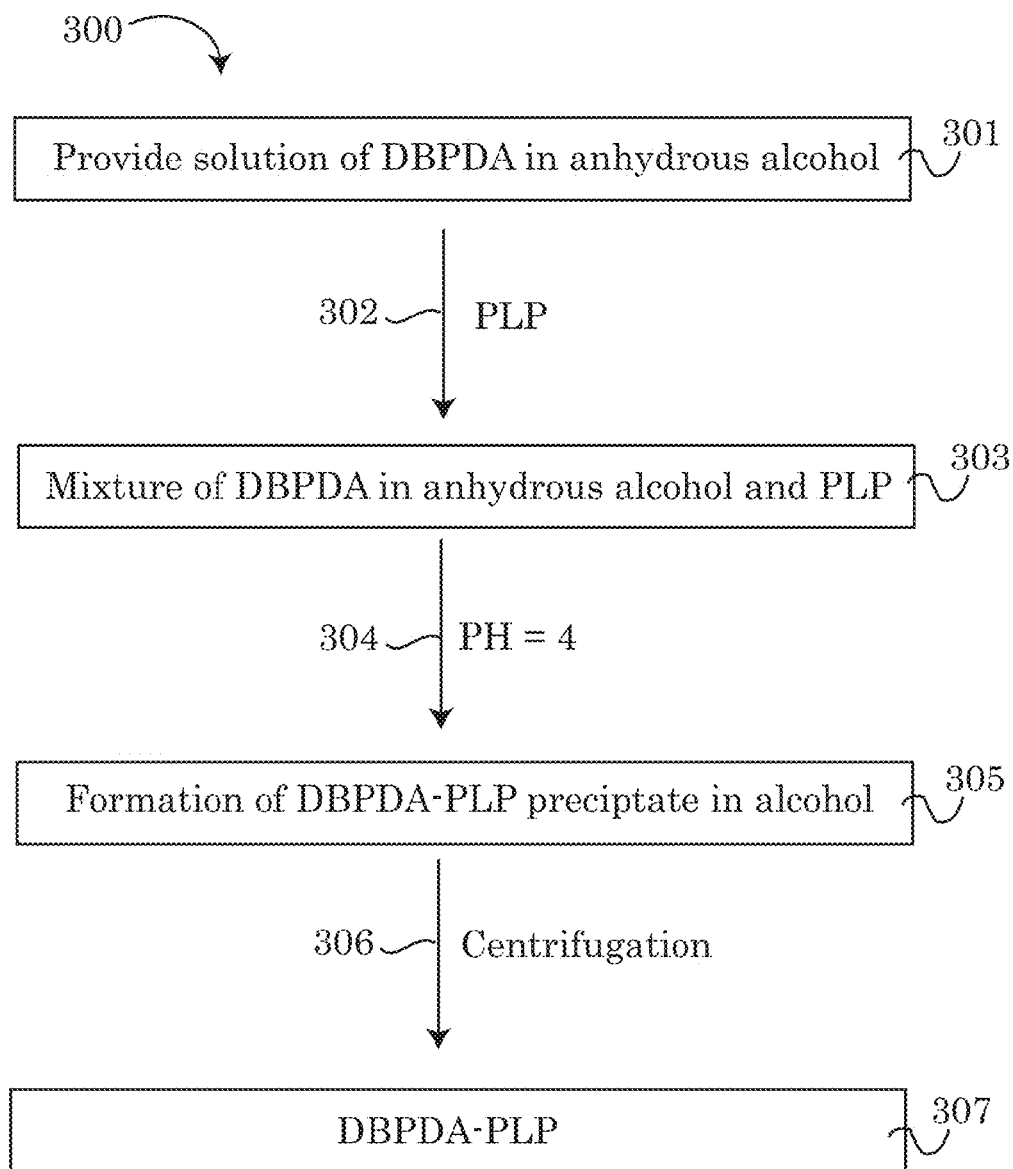 300
Provide solution of DBPDA in anhydrous alcohol 301
302 PLP
Mixture of DBPDA in anhydrous alcohol and PLP 303
304 PH = 4
Formation of DBPDA-PLP preciptate in alcohol 305
306 Centrifugation
DBPDA-PLP 307